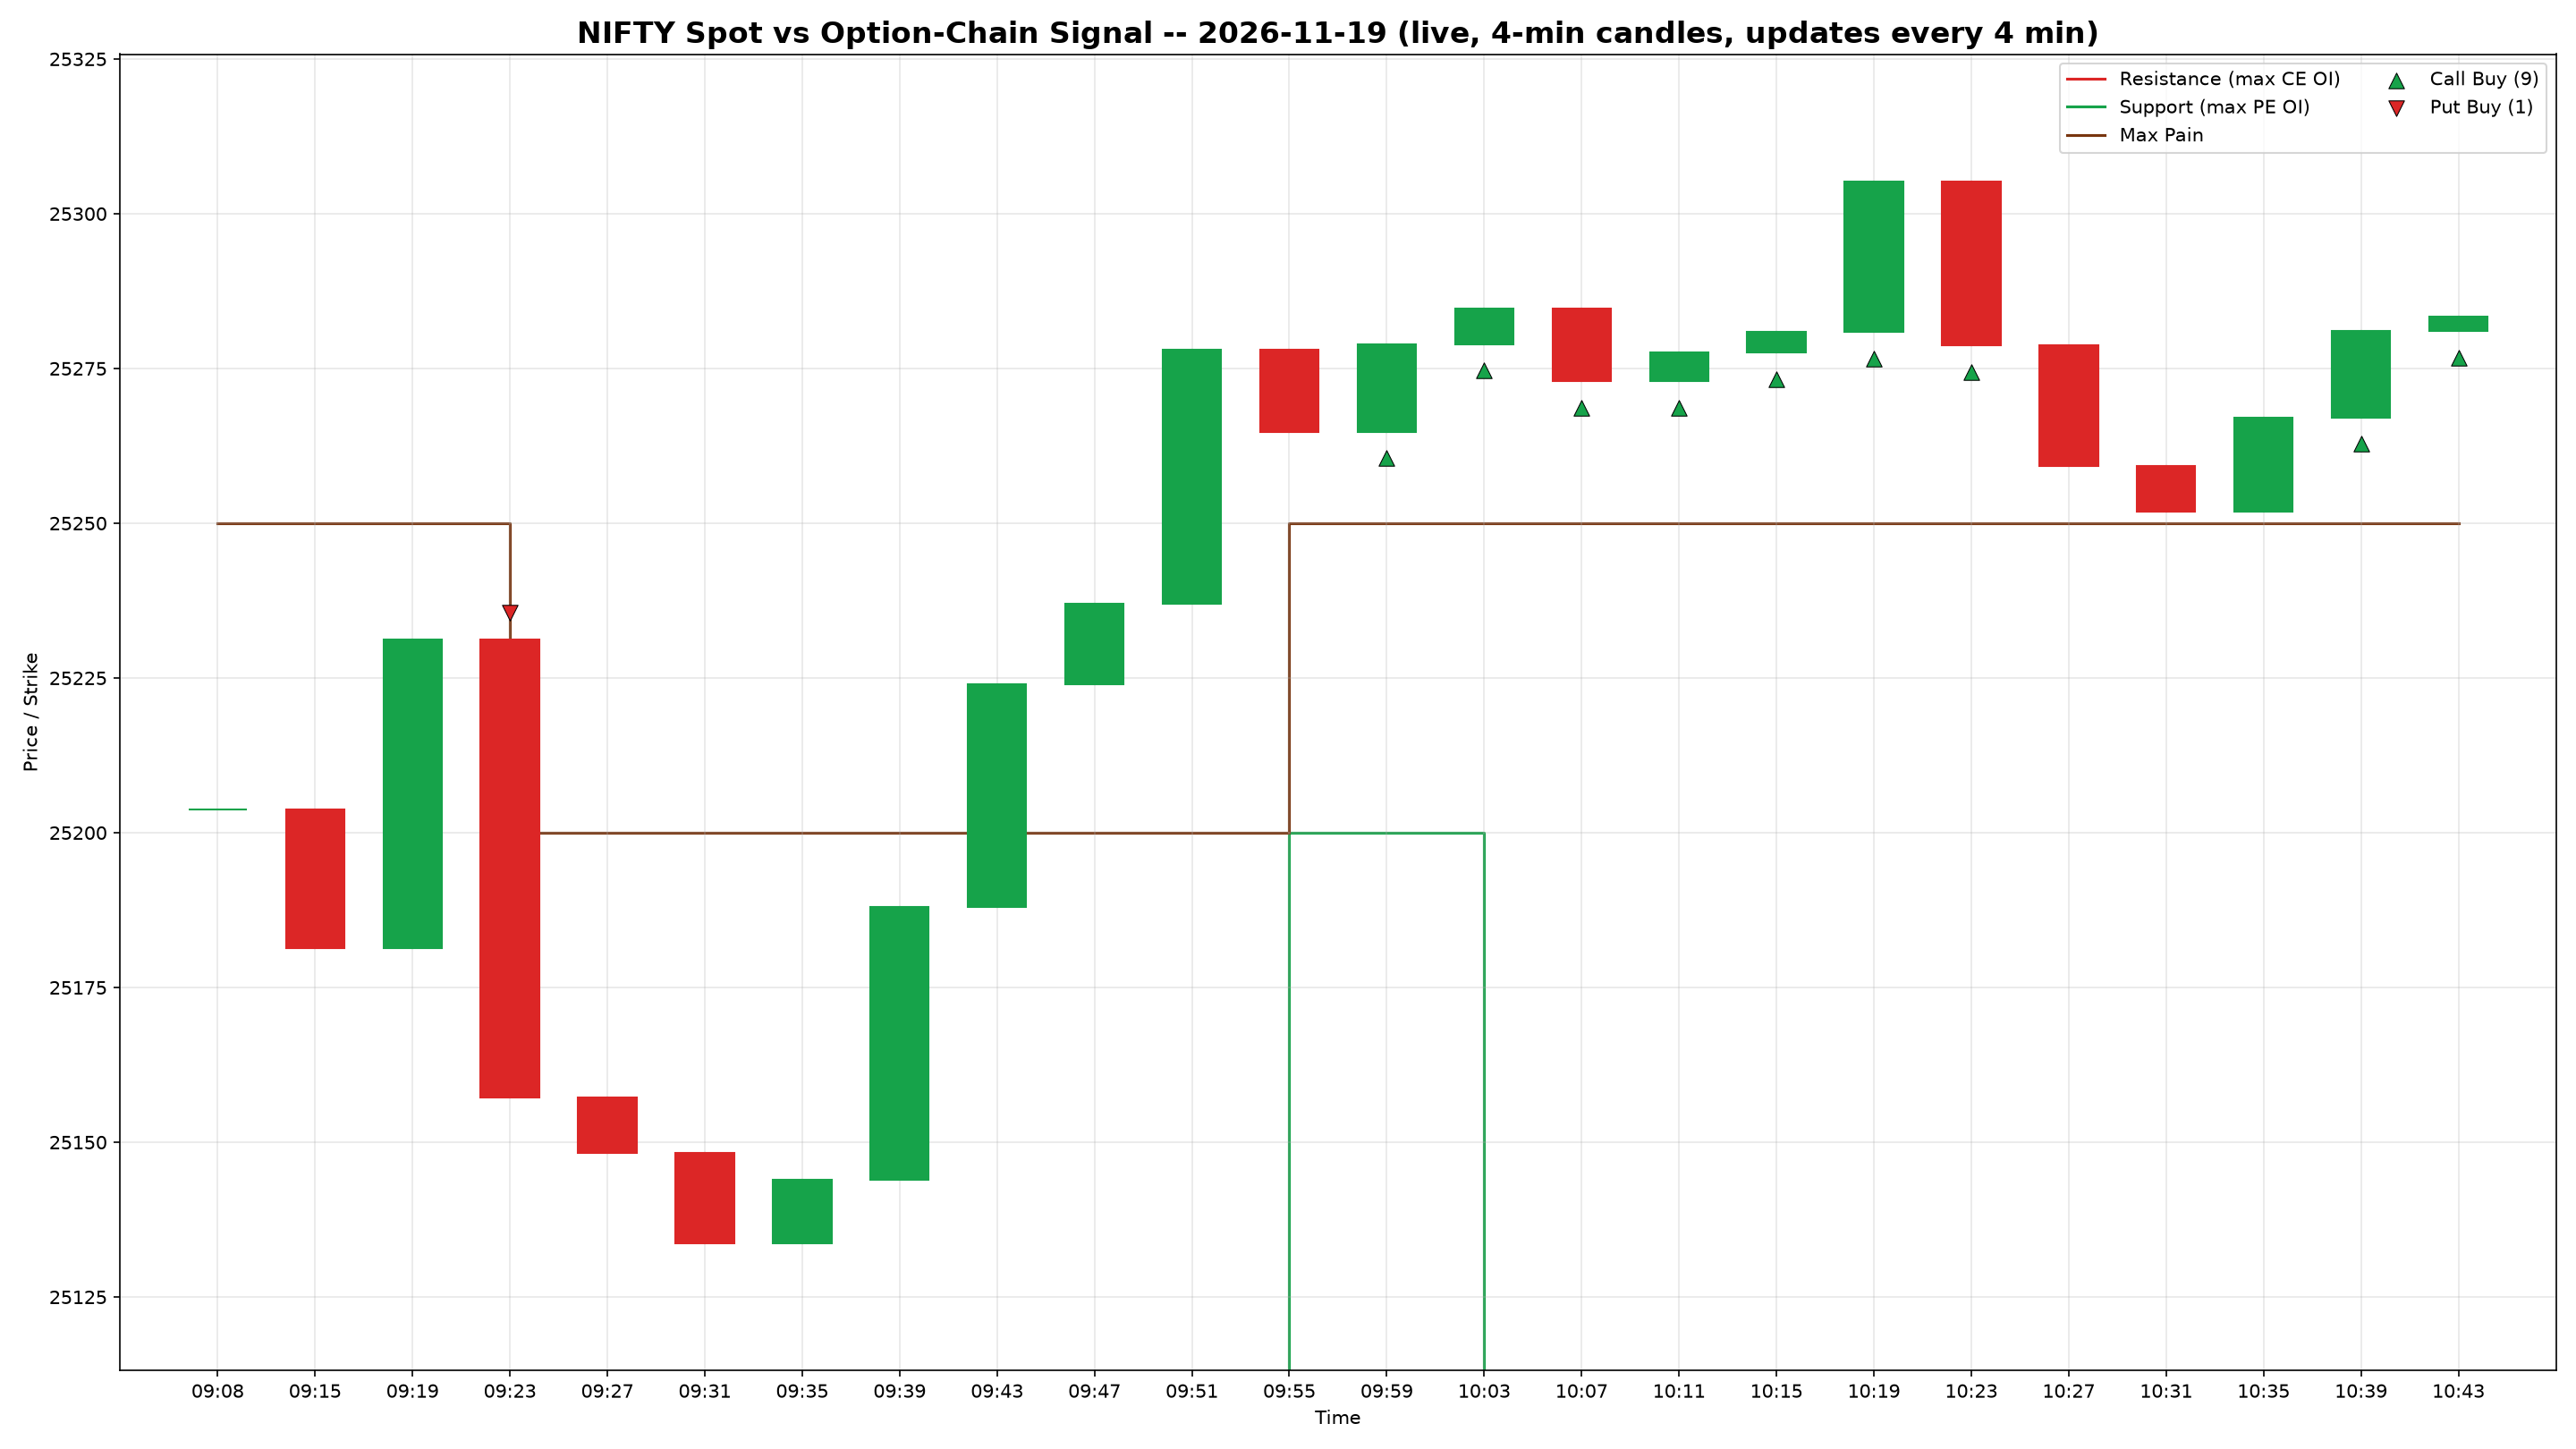 NIFTY Spot vs Option-Chain Signal -- 2026-11-19 (live, 4-min candles, updates every 4 min)
Resistance (max CE OI)
Support (max PE OI)
Max Pain
Call Buy (9)
Put Buy (1)
Price / Strike
25325
25300
25275
25250
25225
25200
25175
25150
25125
09:08 09:15 09:19 09:23 09:27 09:31 09:35 09:39 09:43 09:47 09:51 09:55 09:59 10:03 10:07 10:11 10:15 10:19 10:23 10:27 10:31 10:35 10:39 10:43
Time